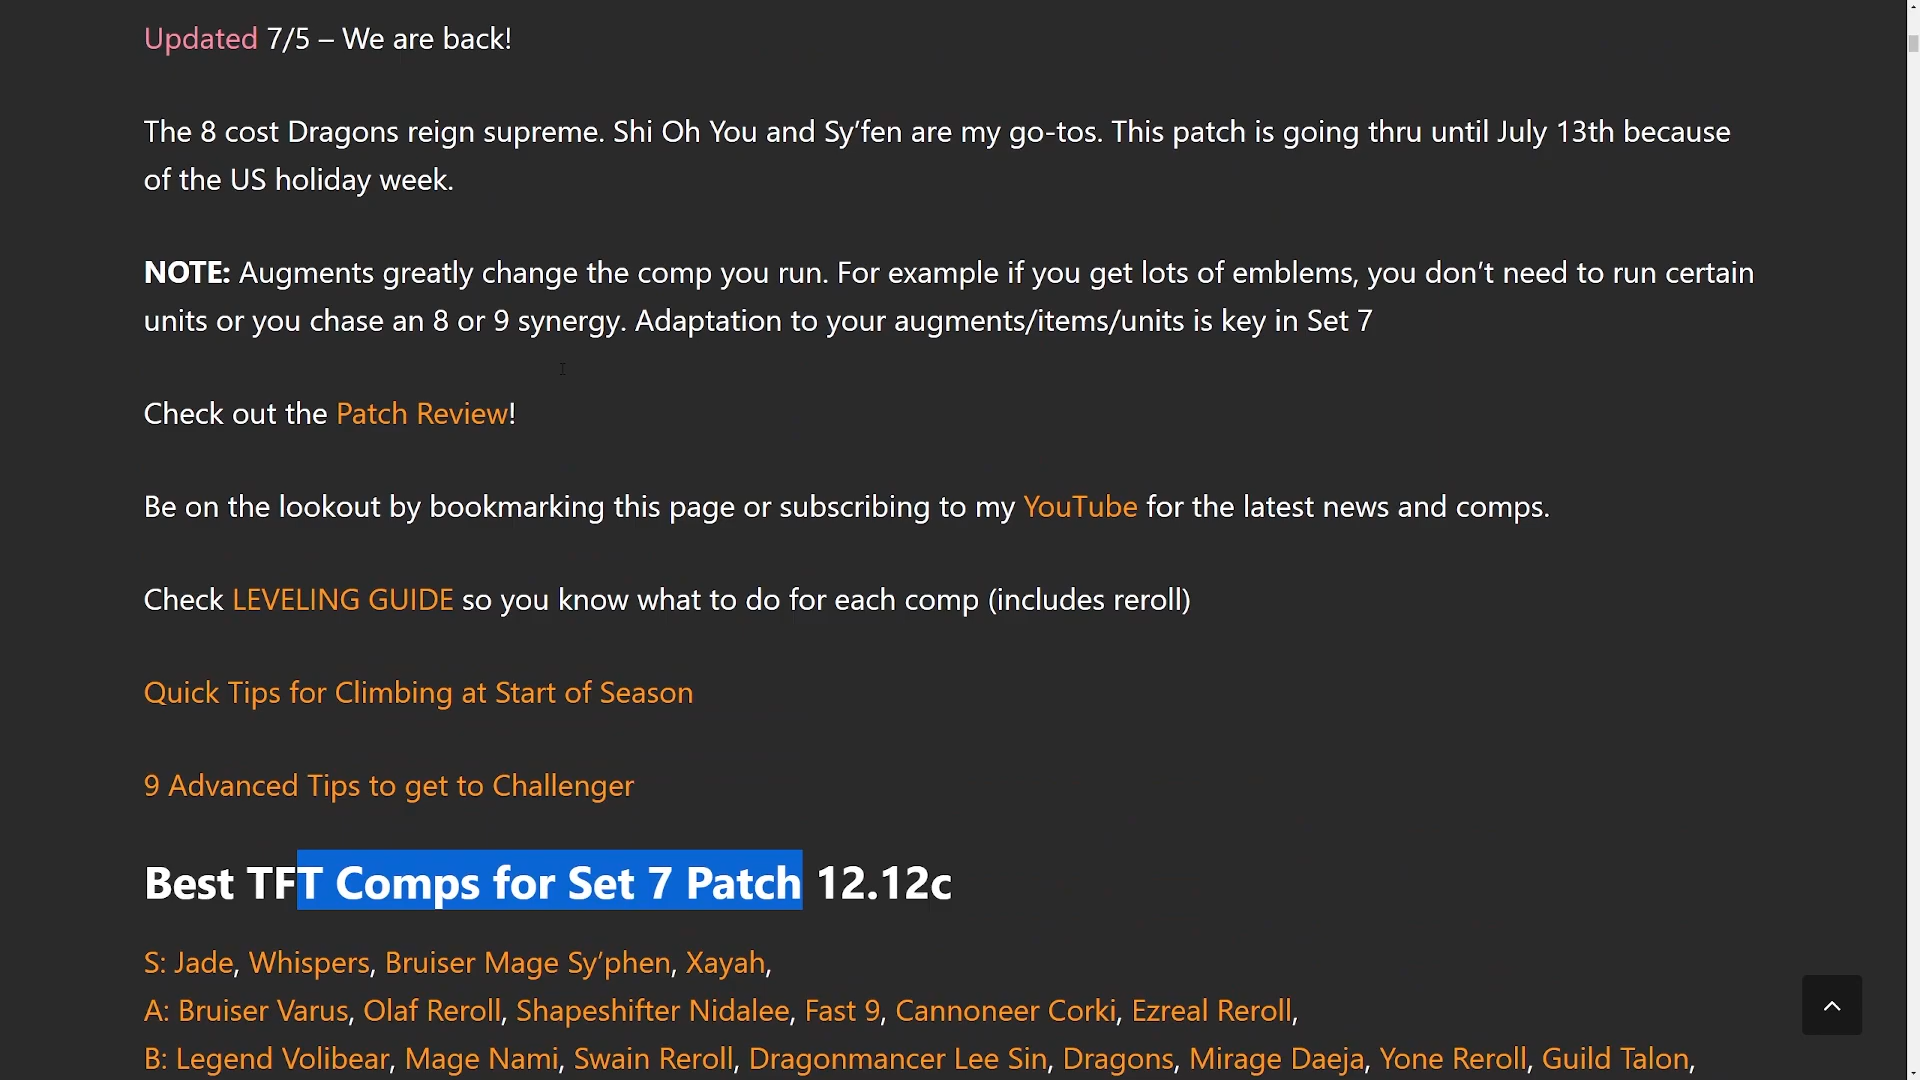 Updated 7/5 – We are back!
The 8 cost Dragons reign supreme. Shi Oh You and Sy’fen are my go-tos. This patch is going thru until July 13th because
of the US holiday week.
NOTE: Augments greatly change the comp you run. For example if you get lots of emblems, you don’t need to run certain
units or you chase an 8 or 9 synergy. Adaptation to your augments/items/units is key in Set 7
Check out the Patch Review!
Be on the lookout by bookmarking this page or subscribing to my YouTube for the latest news and comps.
Check LEVELING GUIDE so you know what to do for each comp (includes reroll)
Quick Tips for Climbing at Start of Season
9 Advanced Tips to get to Challenger
Best TFT Comps for Set 7 Patch 12.12c
S: Jade, Whispers, Bruiser Mage Sy’phen, Xayah,
A: Bruiser Varus, Olaf Reroll, Shapeshifter Nidalee, Fast 9, Cannoneer Corki, Ezreal Reroll,
B: Legend Volibear, Mage Nami, Swain Reroll, Dragonmancer Lee Sin, Dragons, Mirage Daeja, Yone Reroll, Guild Talon,